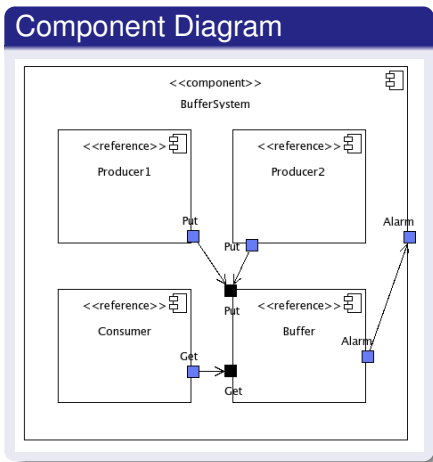 Component Diagram
<<component>>
BufferSystem
<<reference>>
Producer1
<<reference>>
Producer2
Put
Put
Alarm
<<reference>>
Consumer
<<reference>>
Buffer
Put
Alarm
Get
Get